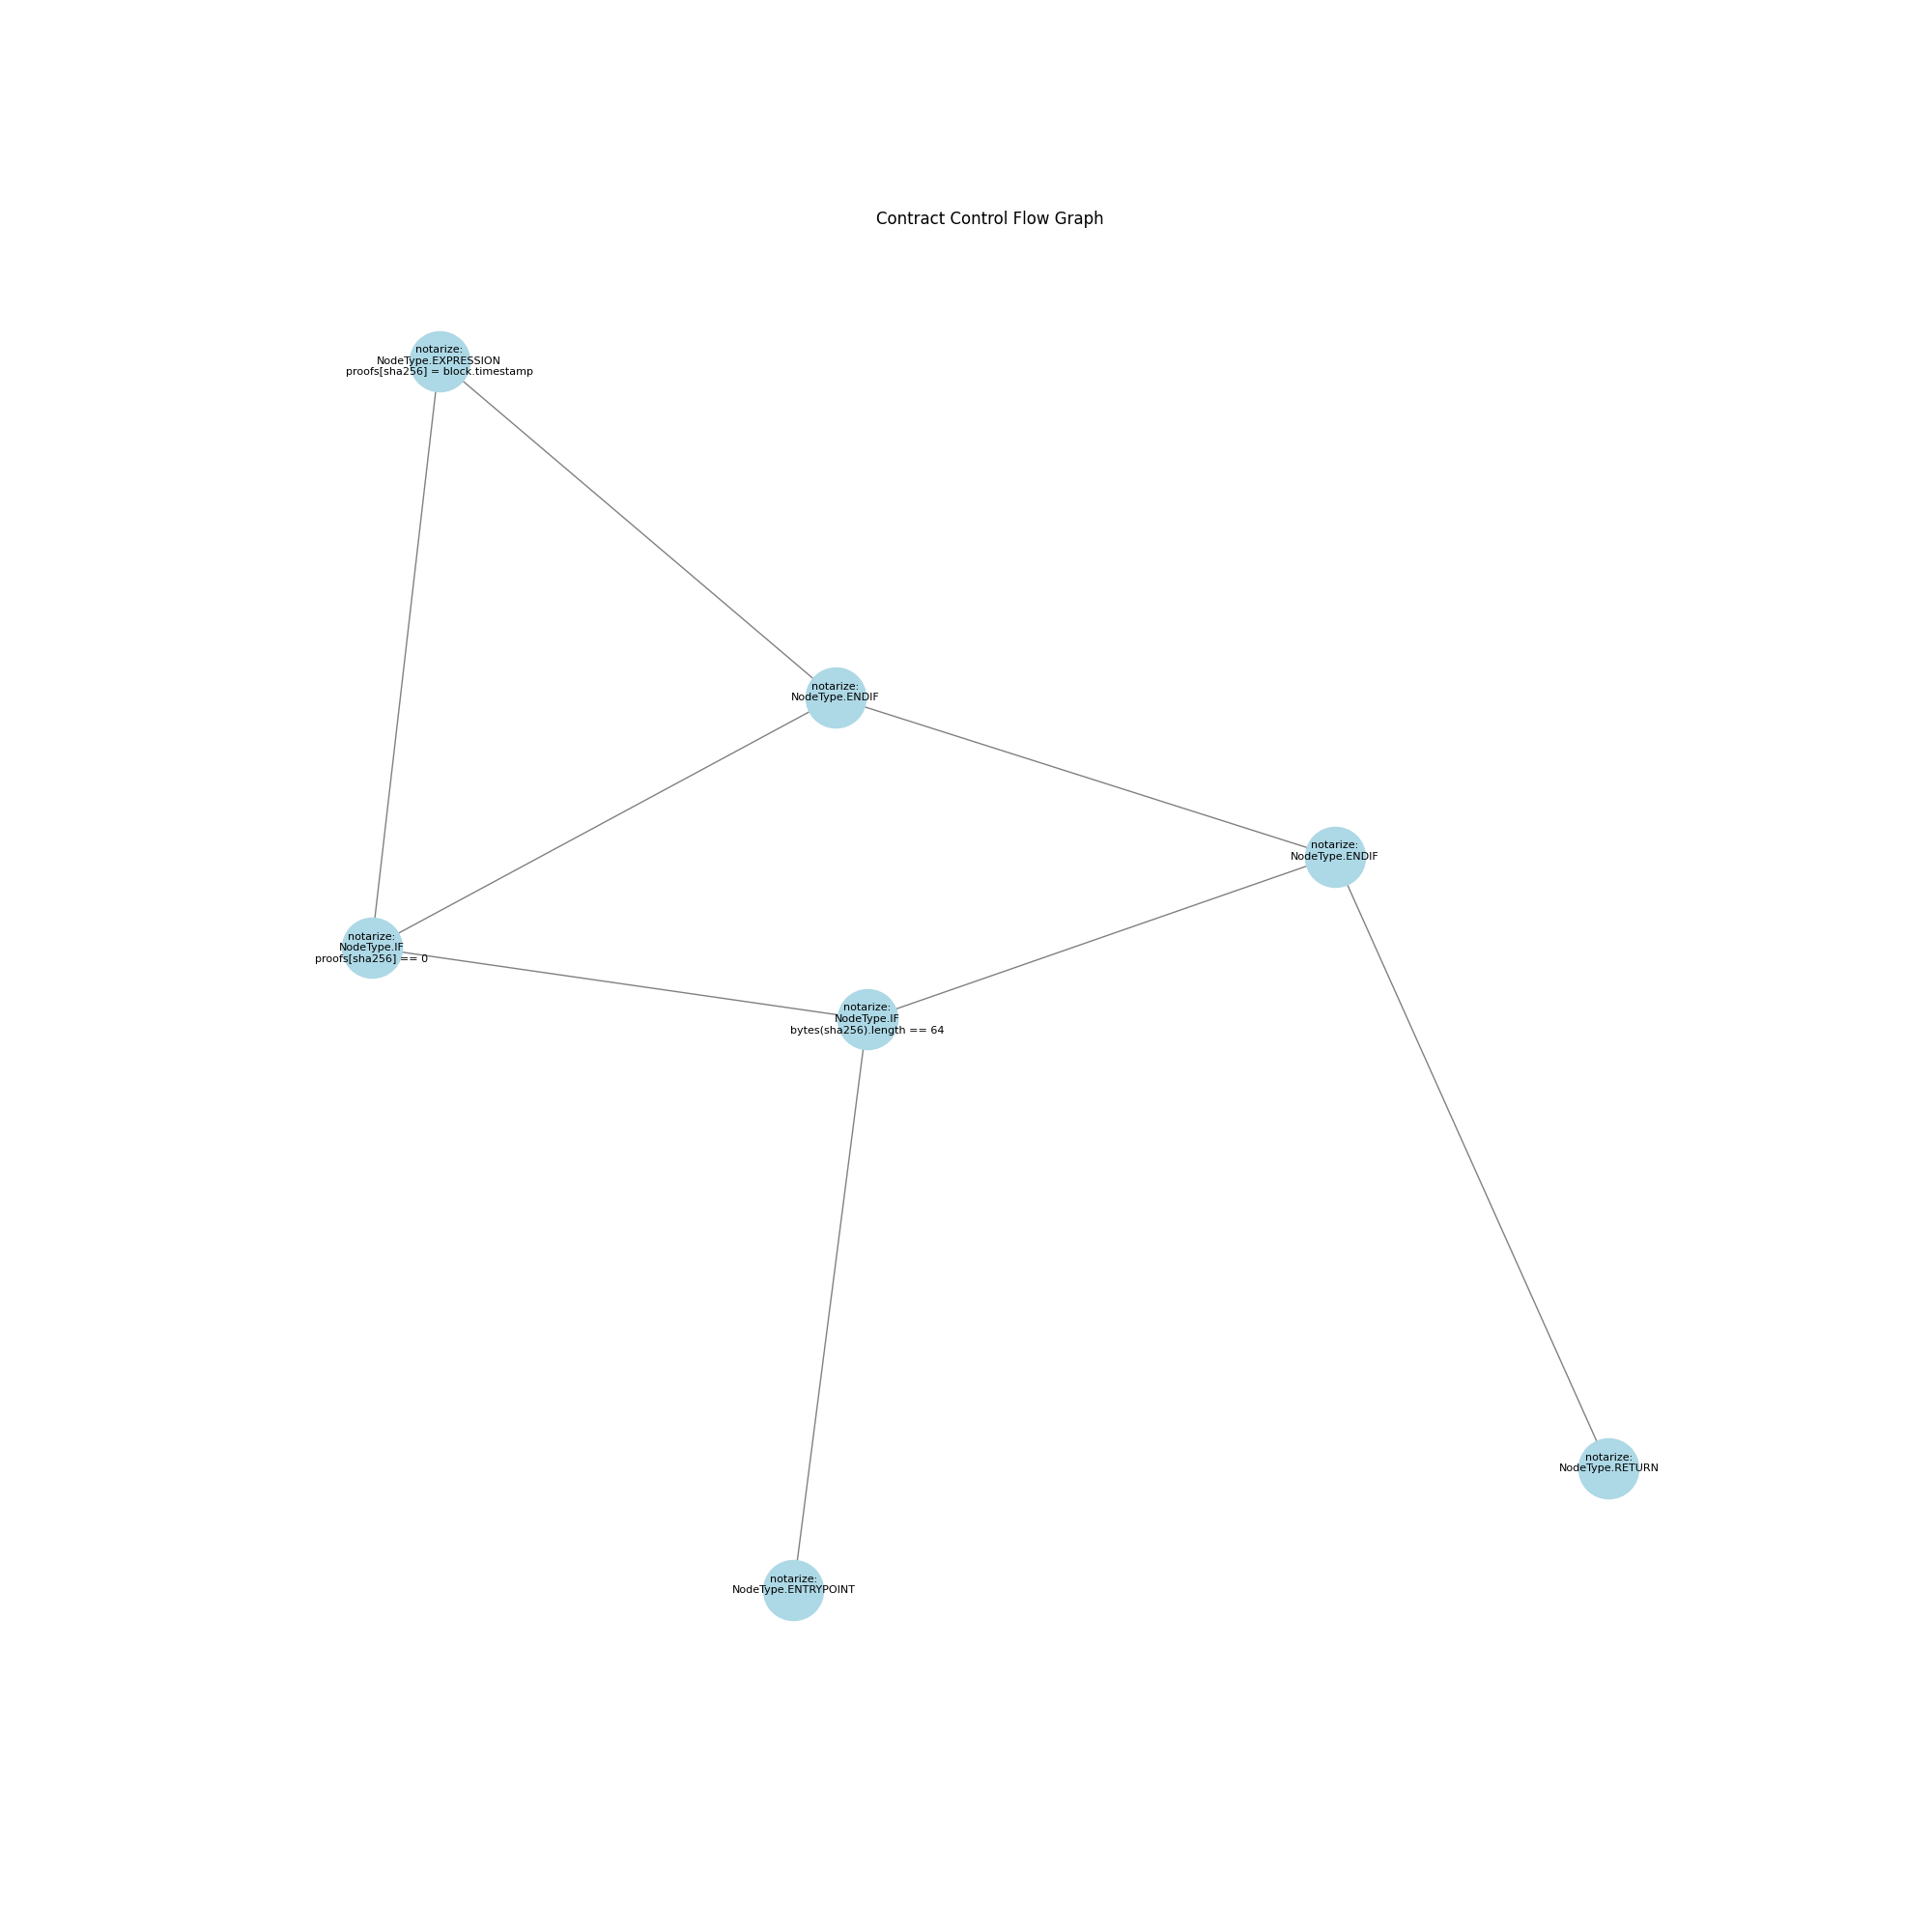 Contract Control Flow Graph
notarize:
NodeType.EXPRESSION
proofs[sha256] = block.timestamp
notarize:
NodeType.ENDIF
notarize:
NodeType.ENDIF
notarize:
NodeType.IF
proofs[sha256] == 0
notarize:
NodeType.IF
bytes(sha256).length == 64
notarize:
NodeType.RETURN
notarize:
NodeType.ENTRYPOINT